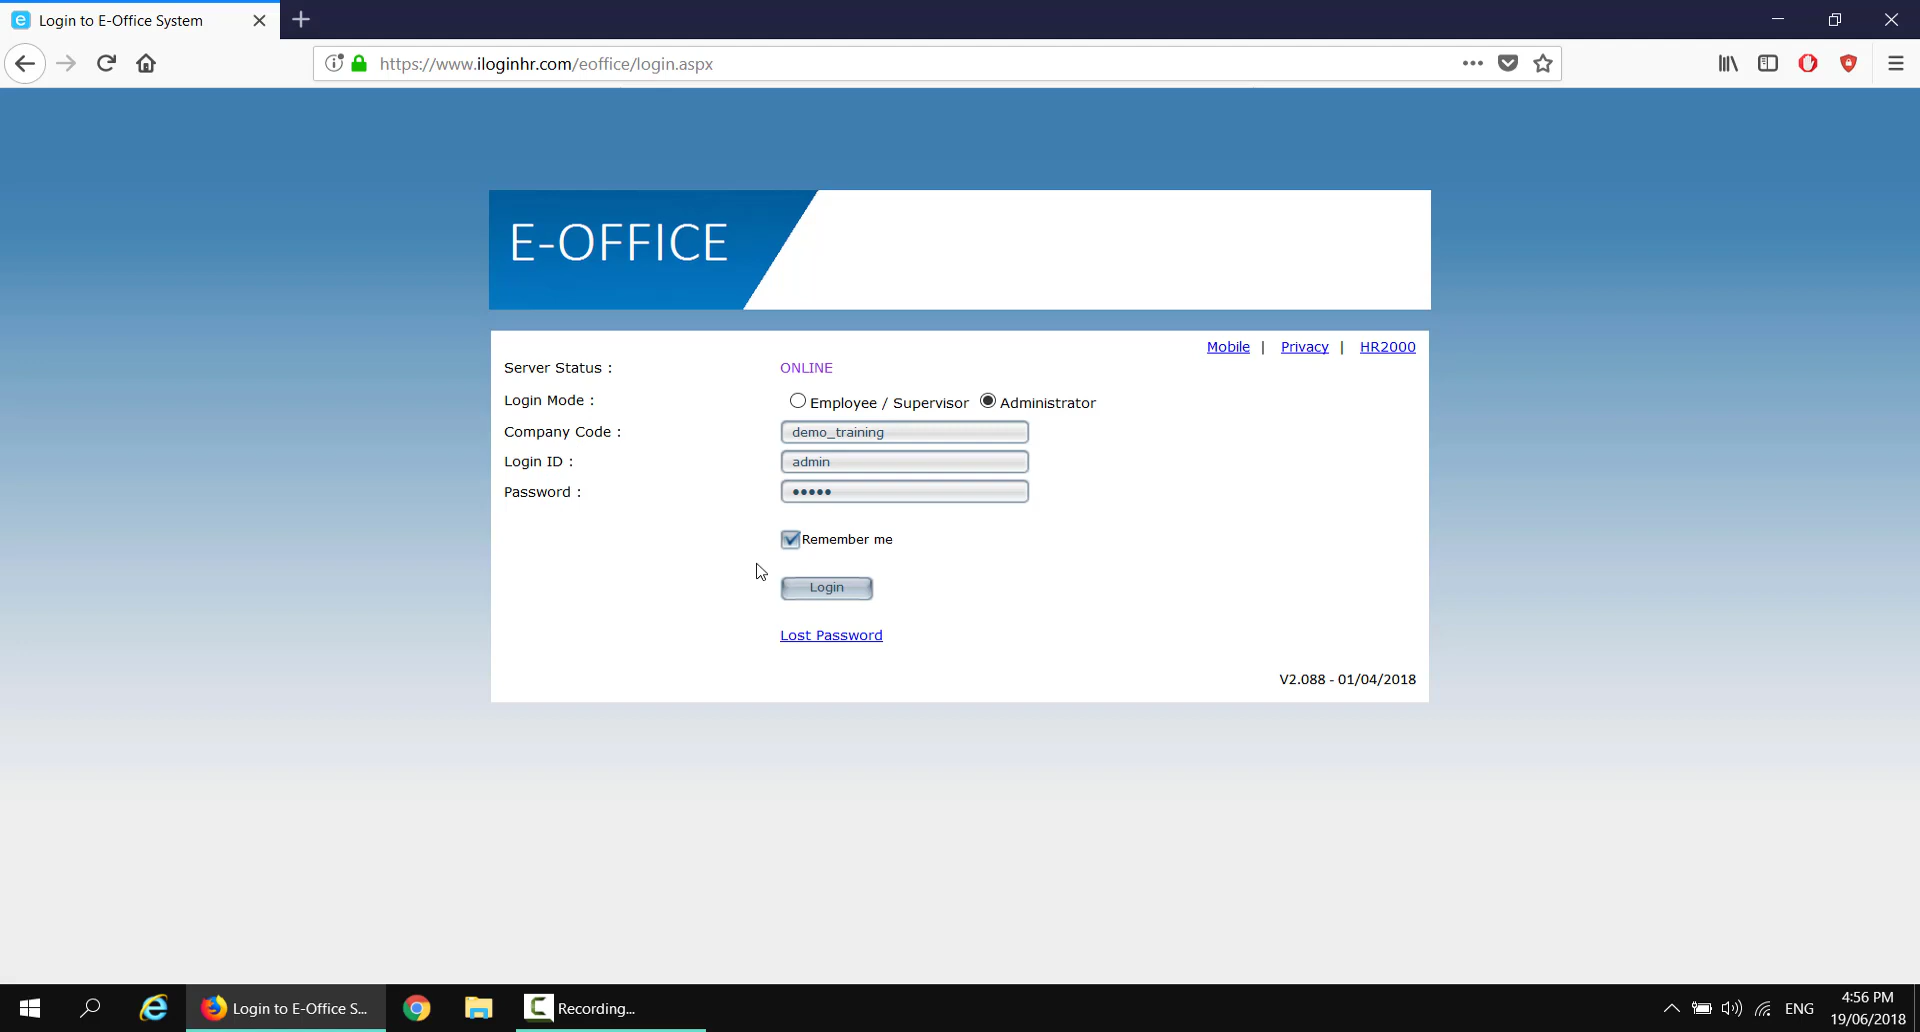 Login to E-Office System
https://www.iloginhr.com/eoffice/login.aspx
E-OFFICE
Mobile | Privacy | HR2000
Server Status : ONLINE
Login Mode : Employee / Supervisor Administrator
Company Code : demo_training
Login ID : admin
Password : •••••
Remember me
Login
Lost Password
V2.088 - 01/04/2018
Login to E-Office S...
Recording...
ENG
4:56 PM
19/06/2018